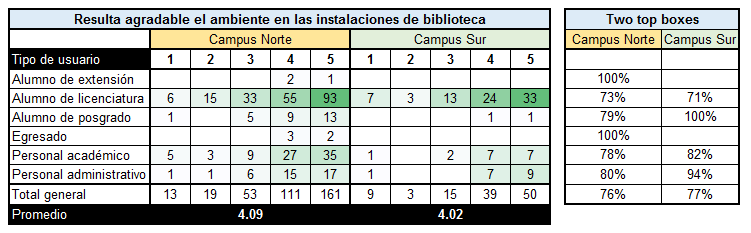 Resulta agradable el ambiente en las instalaciones de biblioteca Two top boxes
Campus Norte Campus Sur Campus Norte Campus Sur
Tipo de usuario 1 2 3 4 5 1 2 3 4 5
Alumno de extensión 2 1 100%
Alumno de licenciatura 6 15 33 55 93 7 3 13 24 33 73% 71%
Alumno de posgrado 1 5 9 13 1 1 79% 100%
Egresado 3 2 100%
Personal académico 5 3 9 27 35 1 2 7 7 78% 82%
Personal administrativo 1 1 6 15 17 1 7 9 80% 94%
Total general 13 19 53 111 161 9 3 15 39 50 76% 77%
Promedio 4.09 4.02